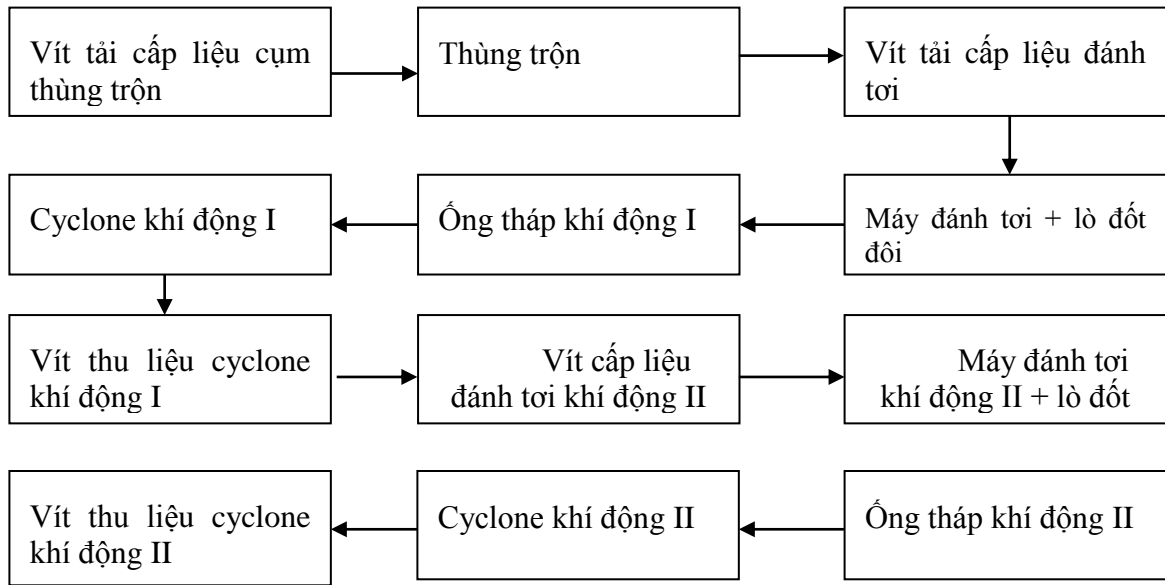 Vít tải cấp liệu cụm
thùng trộn
Thùng trộn
Vít tải cấp liệu đánh
tơi
Cyclone khí động I
Ống tháp khí động I
Máy đánh tơi + lò đốt
đôi
Vít thu liệu cyclone
khí động I
Vít cấp liệu
đánh tơi khí động II
Máy đánh tơi
khí động II + lò đốt
Vít thu liệu cyclone
khí động II
Cyclone khí động II
Ống tháp khí động II